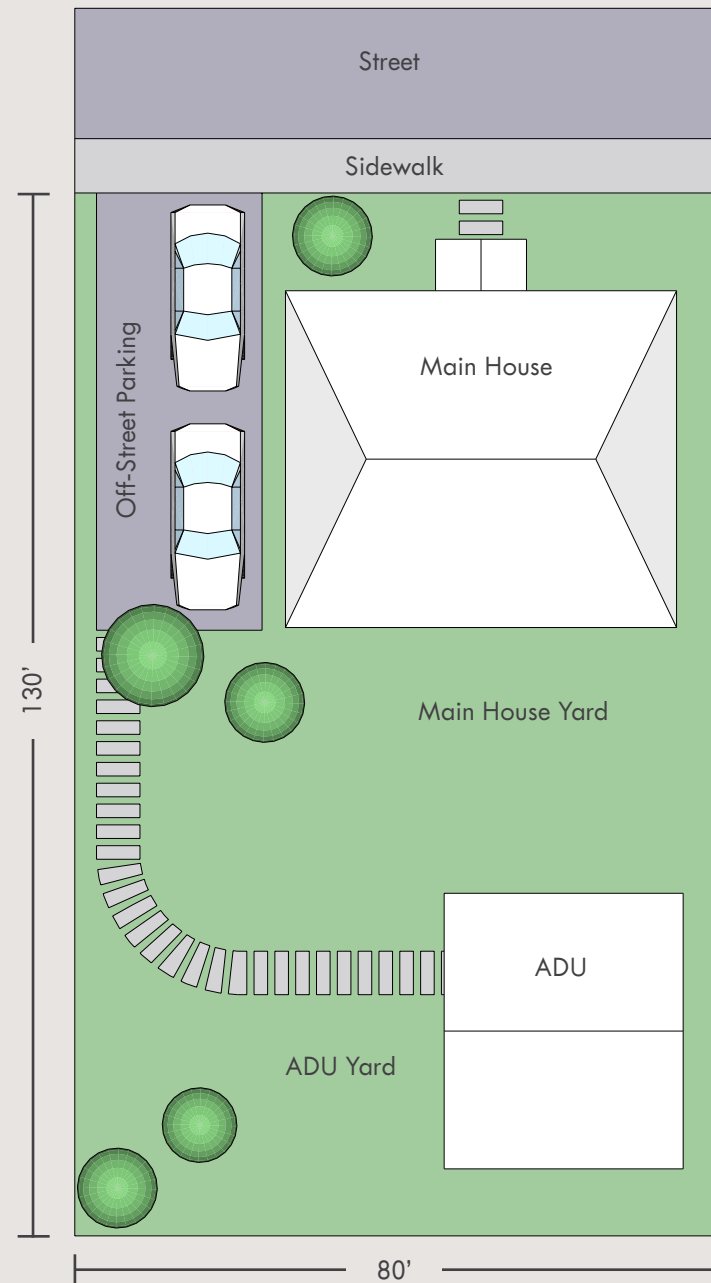 Street
Sidewalk
Off-Street Parking
Main House
130’
Main House Yard
ADU
ADU Yard
80’